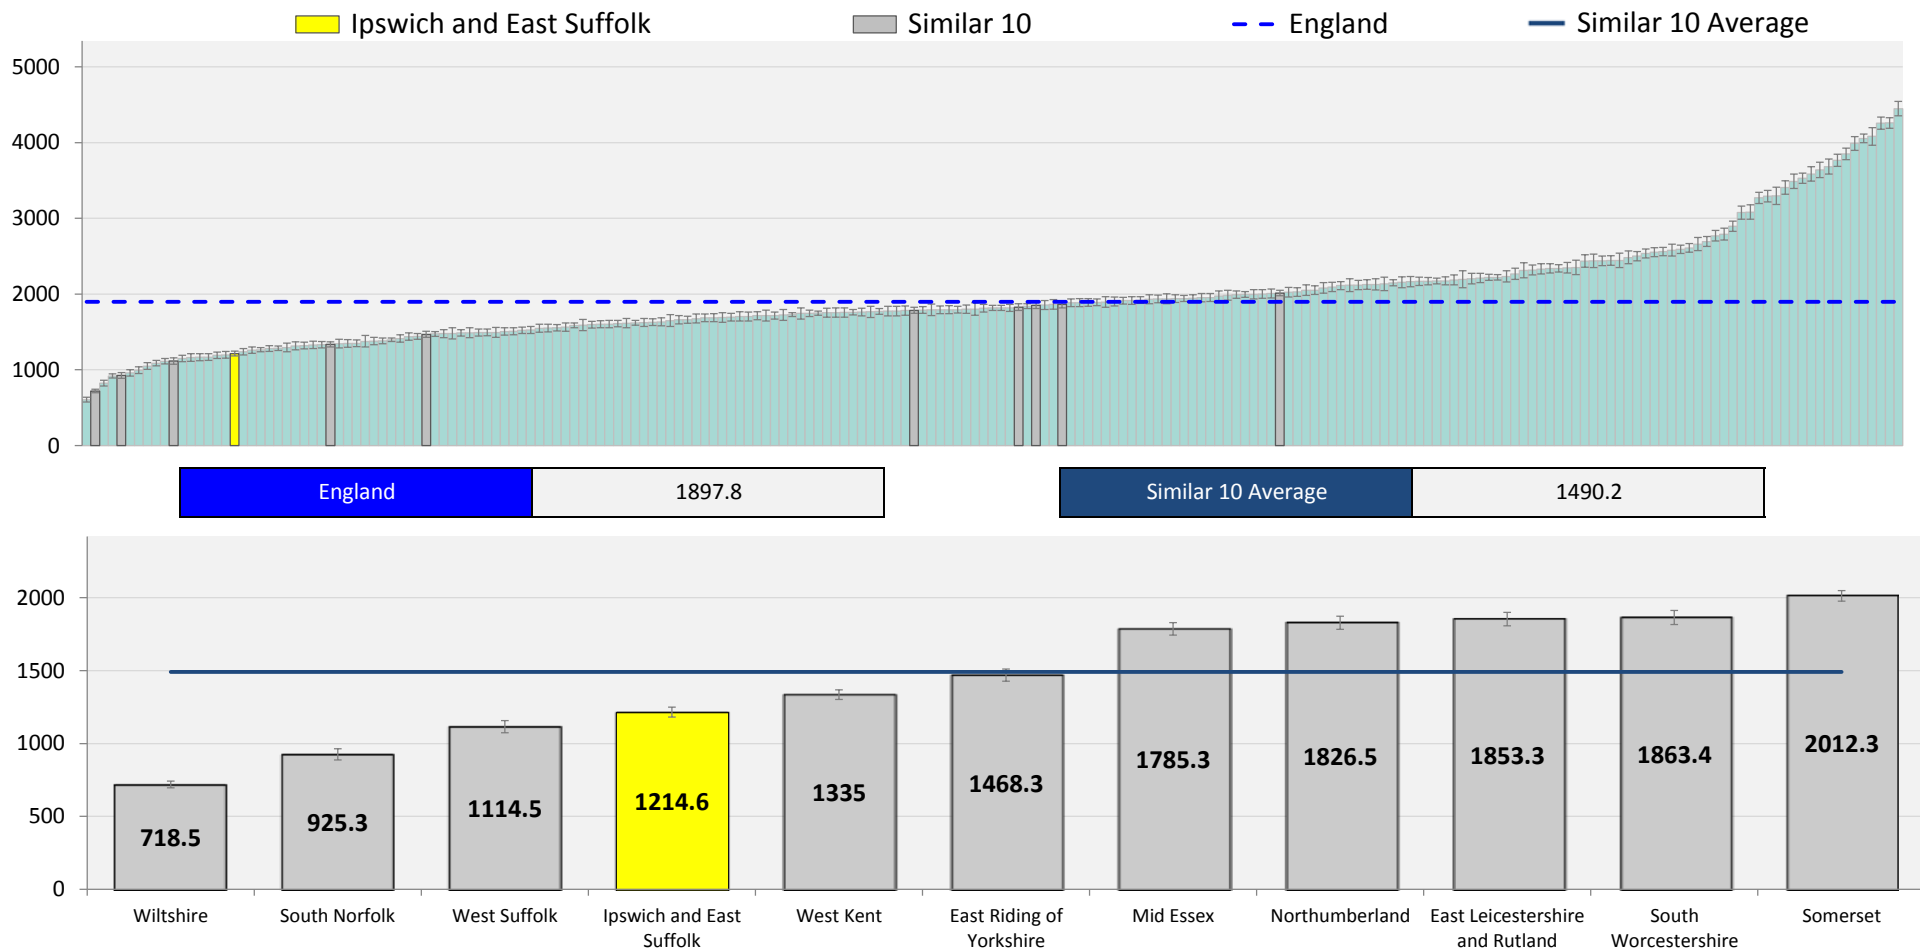 Ipswich and East Suffolk Similar 10 England Similar 10 Average
5000
4000
3000
2000
1000
0
England 1897.8 Similar 10 Average 1490.2
2000
1500
1000
500
0
718.5 925.3 1114.5 1214.6 1335 1468.3 1785.3 1826.5 1853.3 1863.4 2012.3
Wiltshire South Norfolk West Suffolk Ipswich and East West Kent East Riding of Mid Essex Northumberland East Leicestershire South Somerset
Suffolk Yorkshire and Rutland Worcestershire